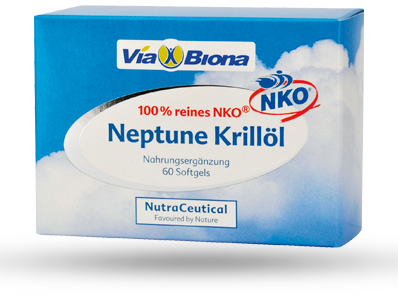 Via Biona
100% reines NKO®
NKO®
Neptune Krillöl
Nahrungsergänzung
60 Softgels
NutraCeutical
Favoured by Nature